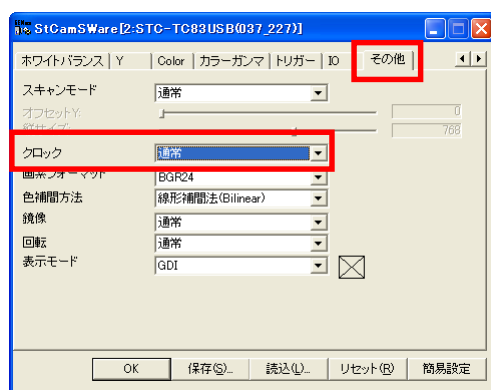 StCamSWare[2:STC-TC83USB(037_227)]
ホワイトバランス Y Color カラーガンマ トリガー IO その他
スキャンモード 通常
オフセットY: 0
縦サイズ: 768
クロック 通常
画素フォーマット BGR24
色補間方法 線形補間法(Bilinear)
鏡像 通常
回転 通常
表示モード GDI
OK 保存(S)... 読込(L)... リセット(R) 簡易設定